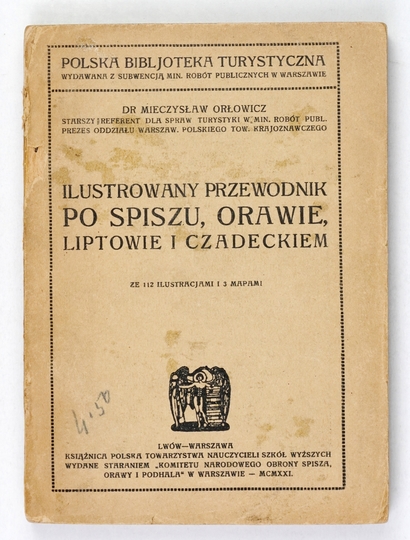 POLSKA BIBLJOTEKA TURYSTYCZNA
WYDAWANA Z SUBWENCJĄ MIN. ROBÓT PUBLICZNYCH W WARSZAWIE
DR MIECZYSŁAW ORŁOWICZ
STARSZY REFERENT DLA SPRAW TURYSTYKI W MIN. ROBÓT PUBL.
PREZES ODDZIAŁU WARSZAW. POLSKIEGO TOW. KRAJOZNAWCZEGO
ILUSTROWANY PRZEWODNIK
PO SPISZU, ORAWIE,
LIPTOWIE I CZADECKIEM
ZE 112 ILUSTRACJAMI I 3 MAPAMI
4·50
LWÓW—WARSZAWA
KSIĄŻNICA POLSKA TOWARZYSTWA NAUCZYCIELI SZKÓŁ WYŻSZYCH
WYDANE STARANIEM „KOMITETU NARODOWEGO OBRONY SPISZA,
ORAWY I PODHALA" W WARSZAWIE — MCMXXI.